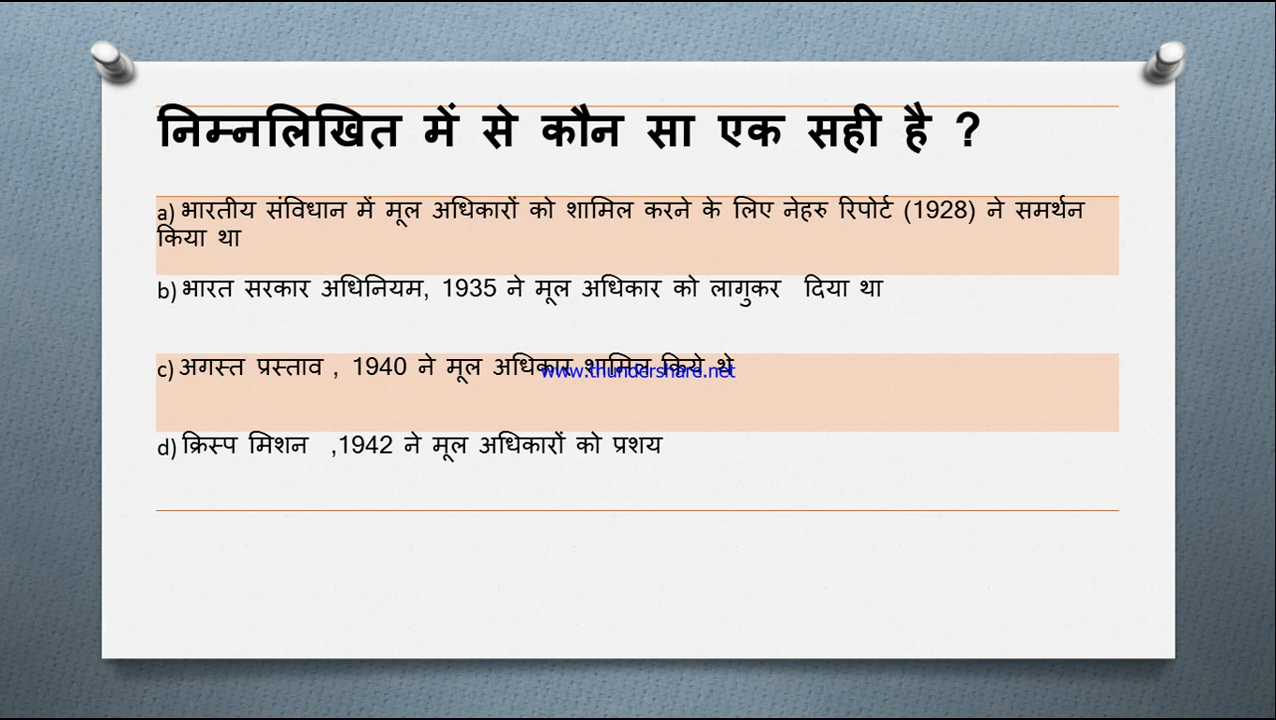 निम्नलिखित में से कौन सा एक सही है ?
a) भारतीय संविधान में मूल अधिकारों को शामिल करने के लिए नेहरु रिपोर्ट (1928) ने समर्थन
किया था
b) भारत सरकार अधिनियम, 1935 ने मूल अधिकार को लागुकर दिया था
c) अगस्त प्रस्ताव , 1940 ने मूल अधिकार शामिल किये थे
www.thundershare.net
d) क्रिस्प मिशन ,1942 ने मूल अधिकारों को प्रशय